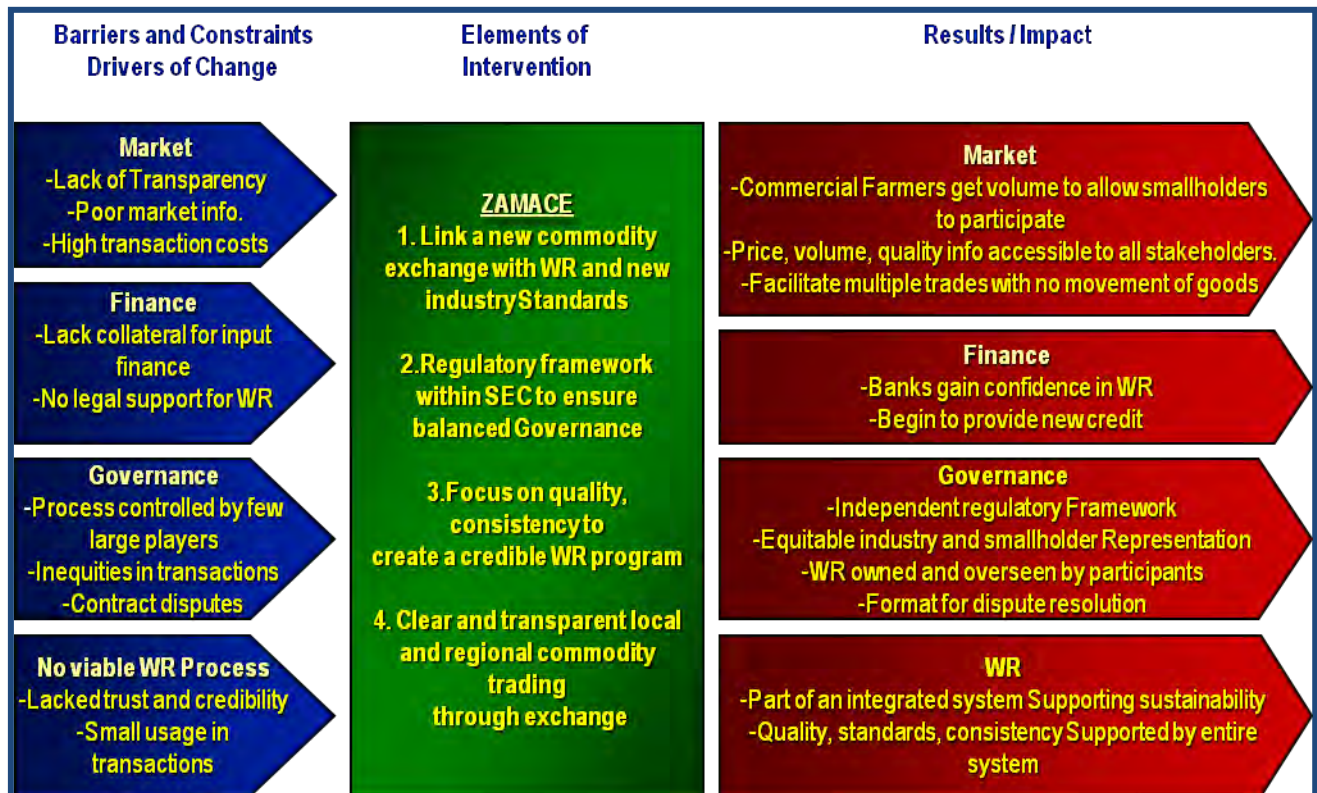 Barriers and Constraints
Drivers of Change
Elements of
Intervention
Results / Impact
Market
-Lack of Transparency
-Poor market info.
-High transaction costs
Finance
-Lack collateral for input
finance
-No legal support for WR
Governance
-Process controlled by few
large players
-Inequities in transactions
-Contract disputes
No viable WR Process
-Lacked trust and credibility
-Small usage in
transactions
ZAMACE
1. Link a new commodity
exchange with WR and new
industry Standards
2.Regulatory framework
within SEC to ensure
balanced Governance
3.Focus on quality,
consistency to
create a credible WR program
4. Clear and transparent local
and regional commodity
trading
through exchange
Market
-Commercial Farmers get volume to allow smallholders
to participate
-Price, volume, quality info accessible to all stakeholders.
-Facilitate multiple trades with no movement of goods
Finance
-Banks gain confidence in WR
-Begin to provide new credit
Governance
-Independent regulatory Framework
-Equitable industry and smallholder Representation
-WR owned and overseen by participants
-Format for dispute resolution
WR
-Part of an integrated system Supporting sustainability
-Quality, standards, consistency Supported by entire
system